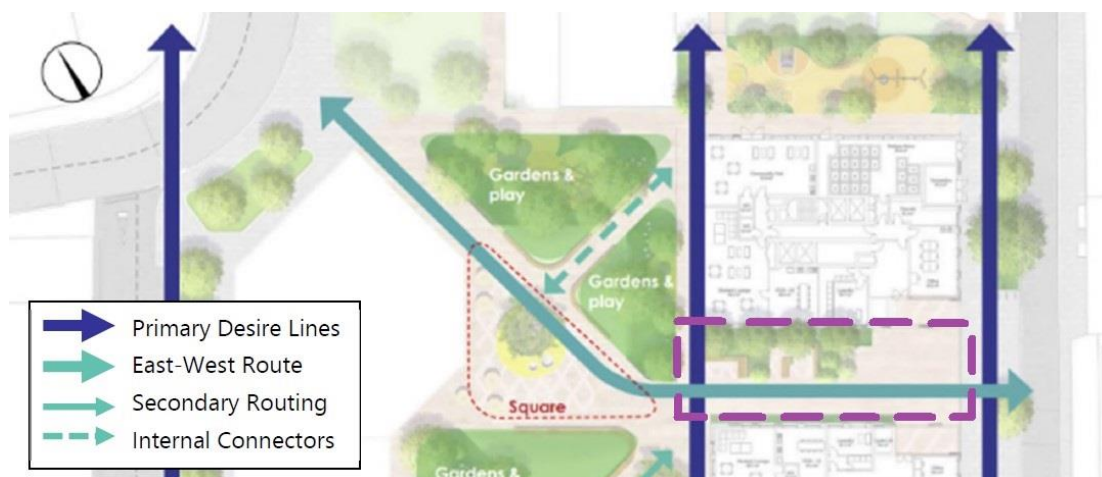 Gardens &
play
Gardens &
play
Square
Gardens &
Primary Desire Lines
East-West Route
Secondary Routing
Internal Connectors